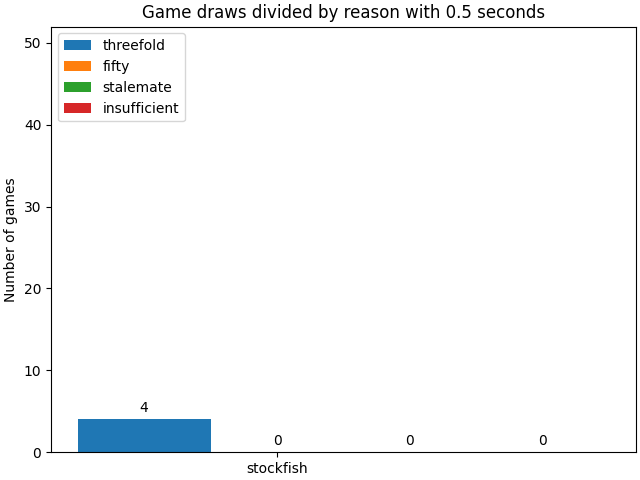 Game draws divided by reason with 0.5 seconds
threefold
fifty
stalemate
insufficient
Number of games
50
40
30
20
10
0
4
0
0
0
stockfish